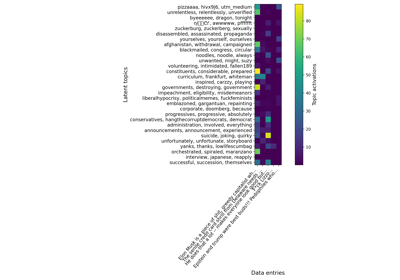 pizzaaa, hivxi9j6, utm_medium
unrelentless, relentlessly, unverified
byeeeeee, dragon, tonight
zuckerburg, zuckerberg, sexually
disassembled, assassinated, propaganda
yourselves, yourself, ourselves
afghanistan, withdrawal, campaigned
blackmailed, congress, circular
noodles, noodle, always
unwanted, might, suzy
volunteering, intimidated, fallen189
constituents, considerable, prepared
curriculum, frankfurt, whiteman
inspired, carzzy, playing
governments, destroying, government
impeachment, eligibility, misdemeanors
liberalhypocrisy, politicalmemes, fuckfeminists
emblazoned, gargantuan, repainting
corporate, doomberg, because
progressives, progressive, absolutely
conservatives, hangthecorruptdemocrats, democrat
administration, involved, everything
announcements, announcement, experienced
suicide, joking, quirky
unfortunately, unfortunate, storyboard
yanks, thanks, lowlifescumbag
orchestrated, spiraled, maranzano
interview, japanese, reapply
successful, succession, themselves
Latent topics
Data entries
80
70
60
50
40
30
20
10
Topic activations